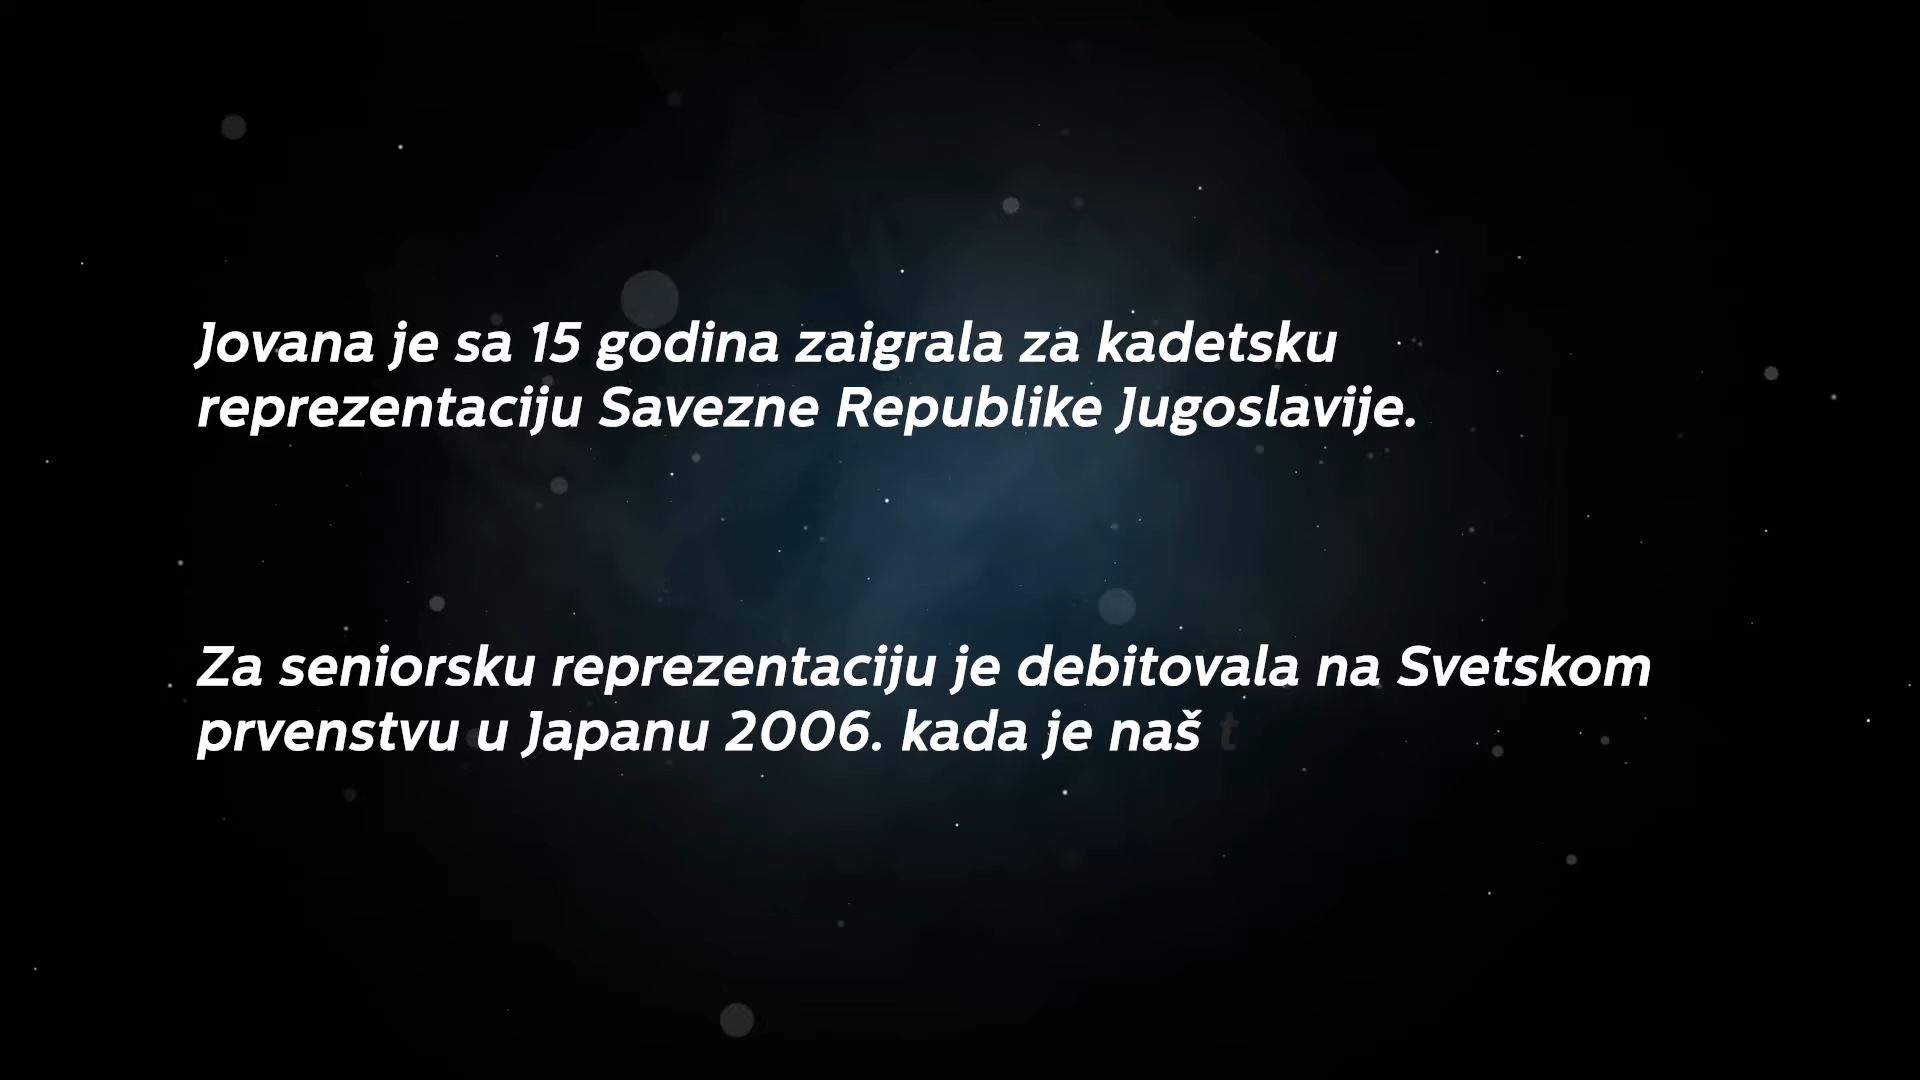 Jovana je sa 15 godina zaigrala za kadetsku
reprezentaciju Savezne Republike Jugoslavije.
Za seniorsku reprezentaciju je debitovala na Svetskom
prvenstvu u Japanu 2006. kada je naš t